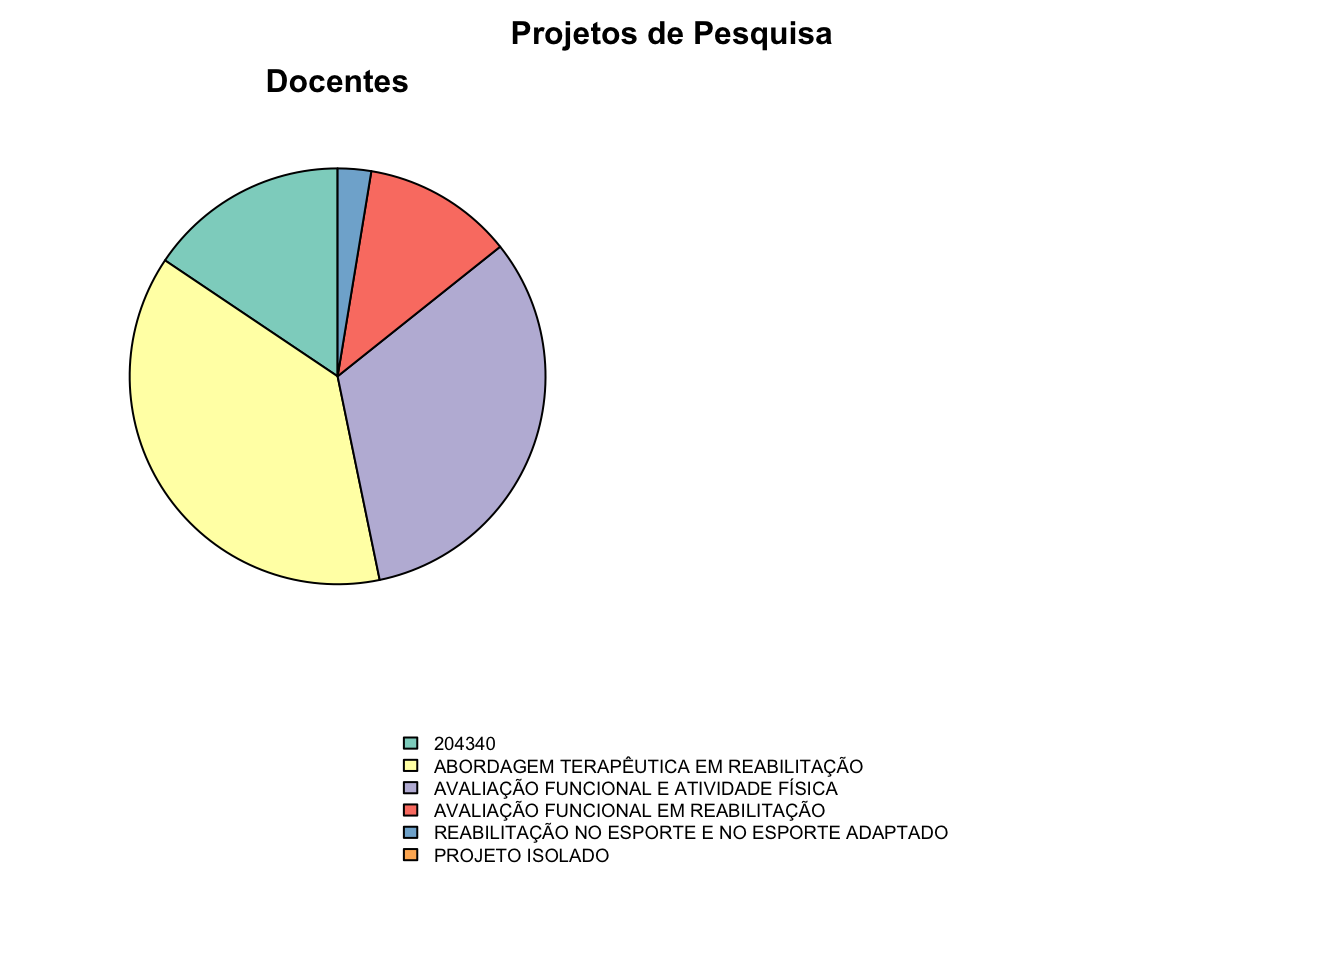 Projetos de Pesquisa
Docentes
204340
ABORDAGEM TERAPÊUTICA EM REABILITAÇÃO
AVALIAÇÃO FUNCIONAL E ATIVIDADE FÍSICA
AVALIAÇÃO FUNCIONAL EM REABILITAÇÃO
REABILITAÇÃO NO ESPORTE E NO ESPORTE ADAPTADO
PROJETO ISOLADO